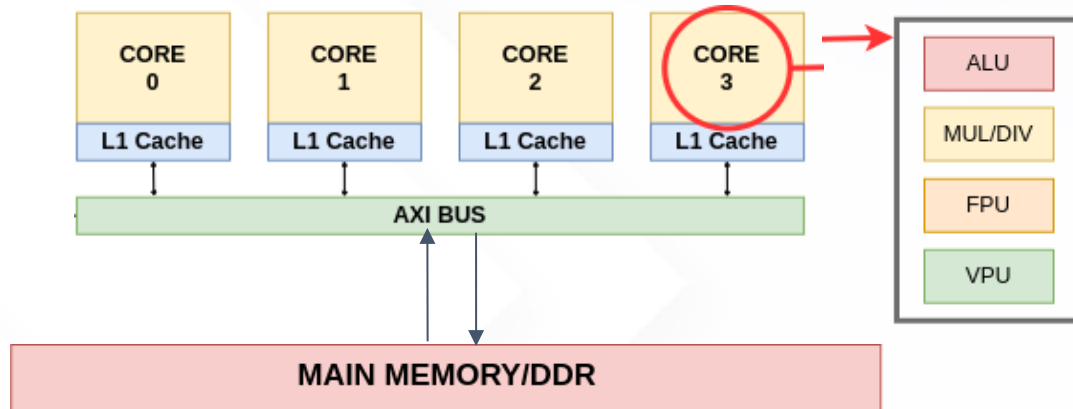 CORE
0
CORE
1
CORE
2
CORE
3
L1 Cache
L1 Cache
L1 Cache
L1 Cache
AXI BUS
MAIN MEMORY/DDR
ALU
MUL/DIV
FPU
VPU